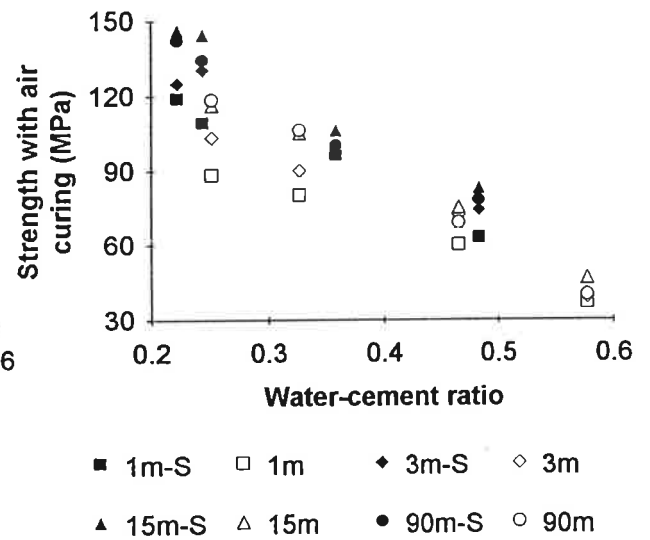 150
120
90
60
30
Strength with air
curing (MPa)
0.2 0.3 0.4 0.5 0.6
6
Water-cement ratio
1m-S 1m 3m-S 3m
15m-S 15m 90m-S 90m